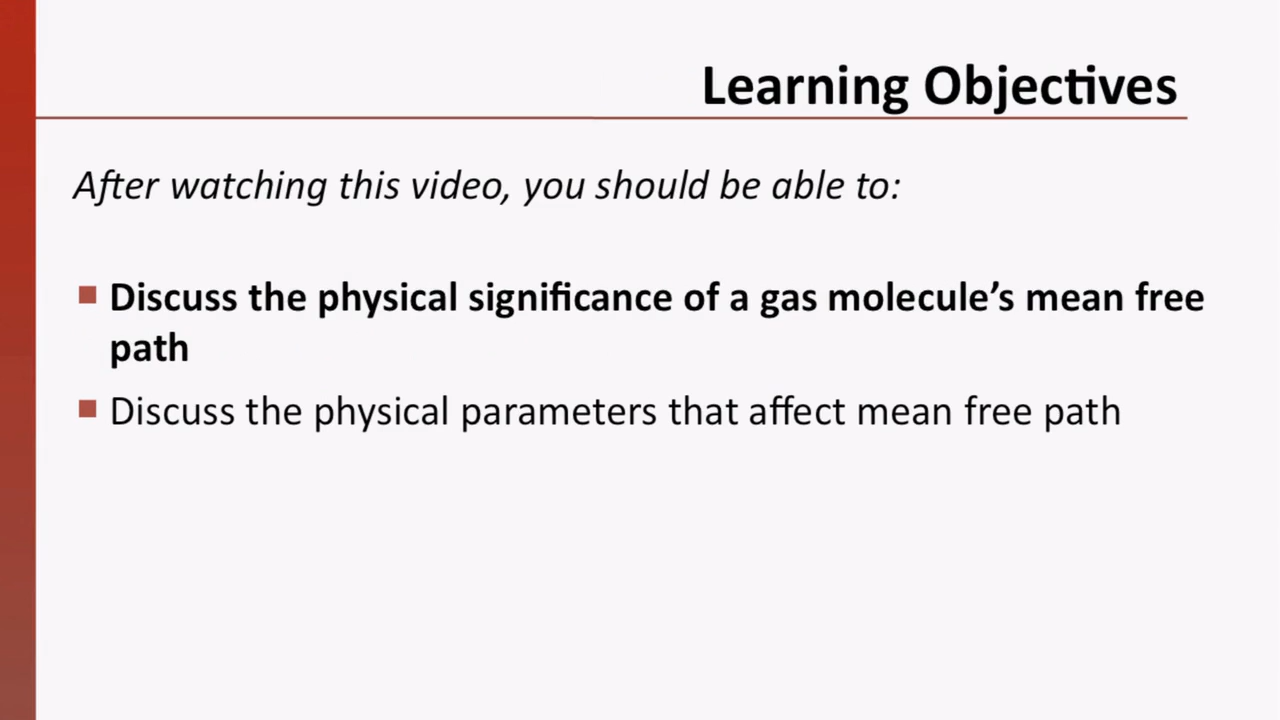 Learning Objectives
After watching this video, you should be able to:
Discuss the physical significance of a gas molecule’s mean free
path
Discuss the physical parameters that affect mean free path